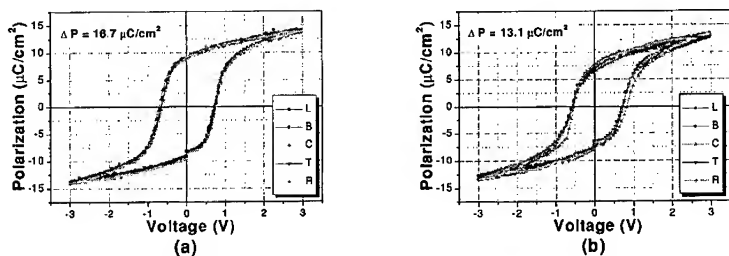 Δ P = 16.7 μC/cm²
Polarization (μC/cm²)
15
10
5
0
-5
-10
-15
-3 -2 -1 0 1 2 3
Voltage (V)
L
B
C
T
R
(a)
Δ P = 13.1 μC/cm²
Polarization (μC/cm²)
15
10
5
0
-5
-10
-15
-3 -2 -1 0 1 2 3
Voltage (V)
L
B
C
T
R
(b)